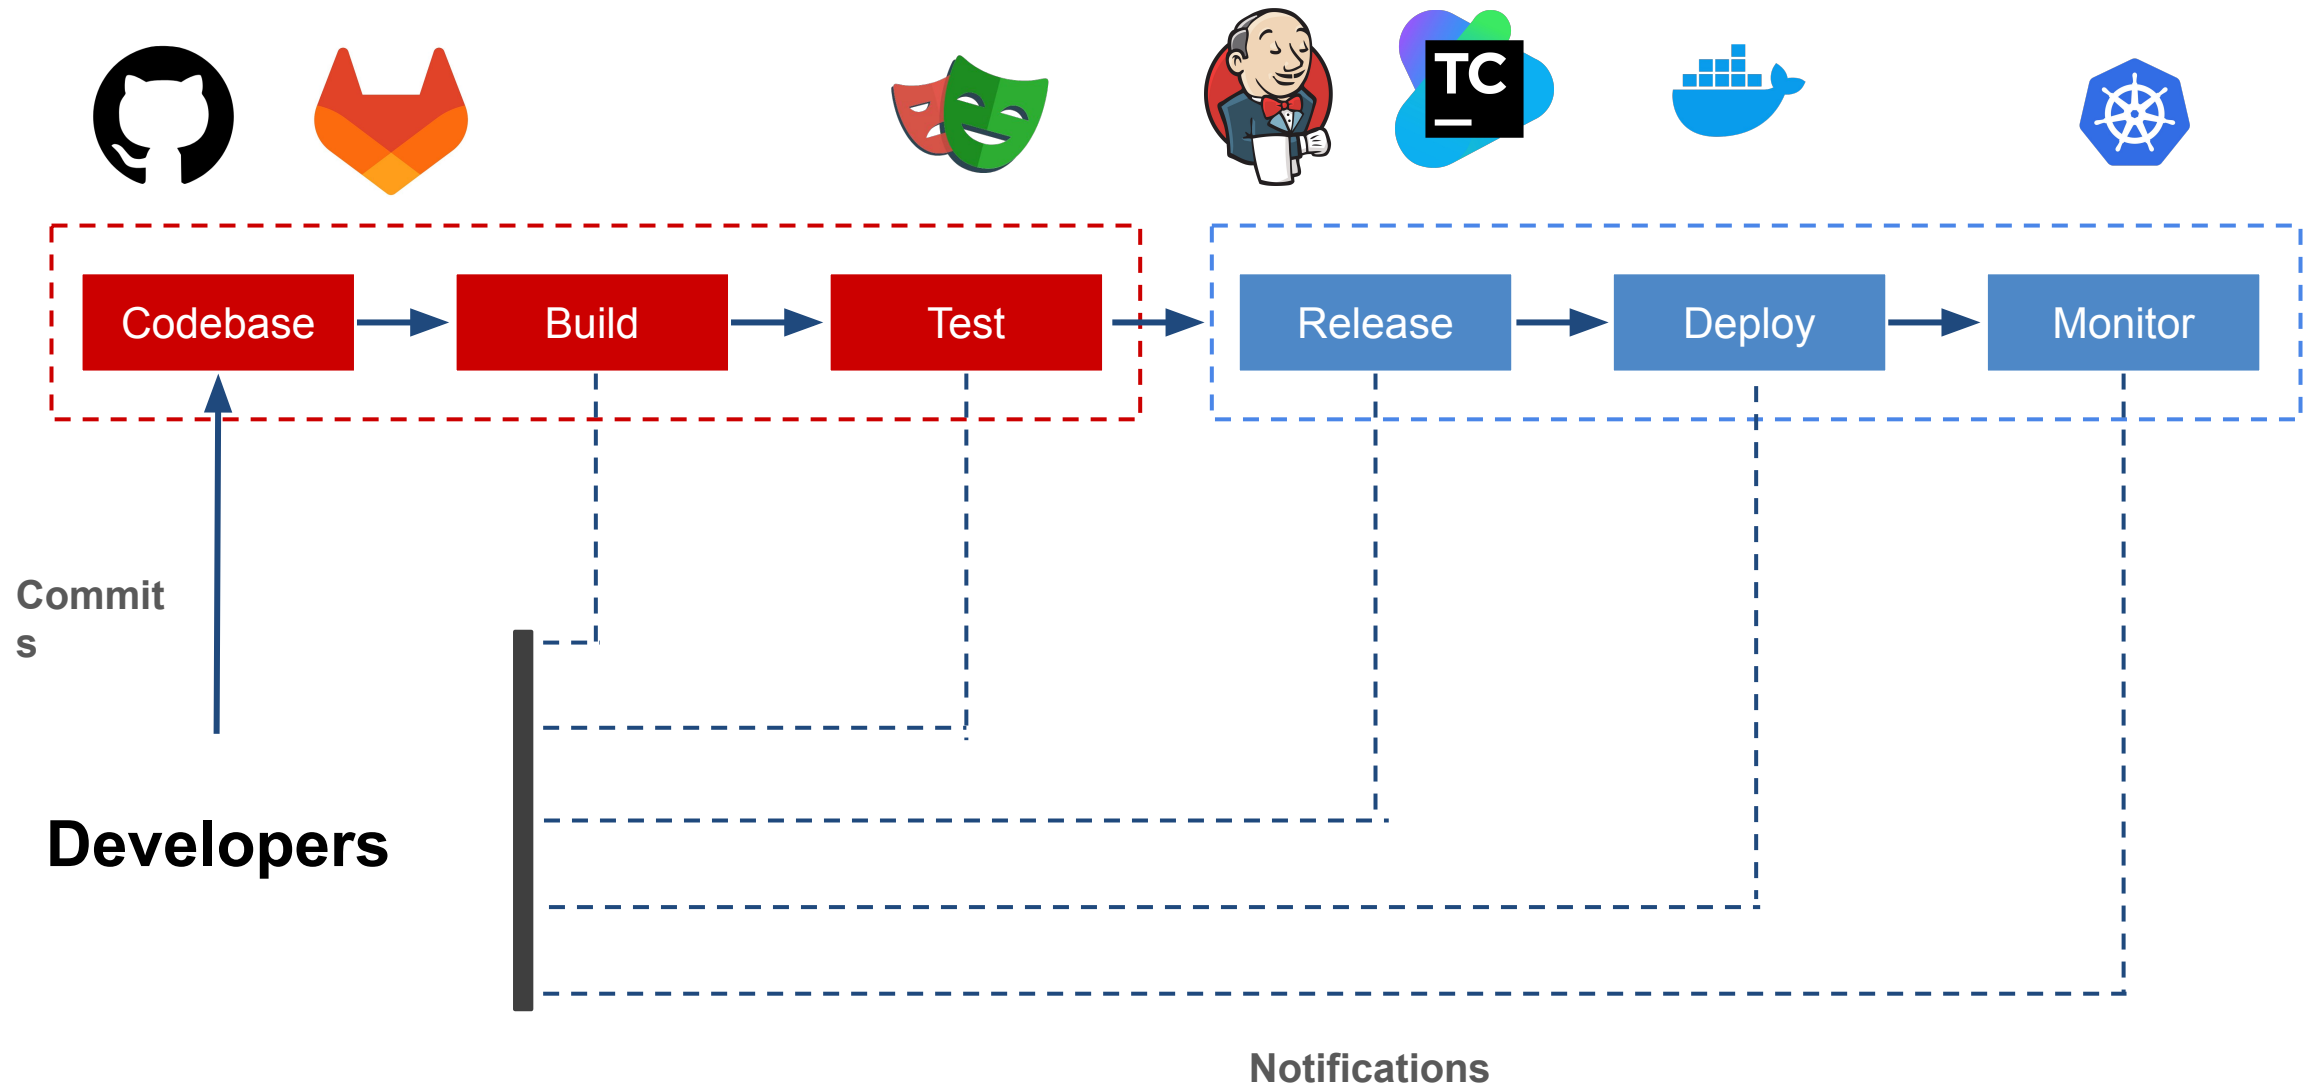 TC
Codebase
Build
Test
Release
Deploy
Monitor
Commit
s
Developers
Notifications